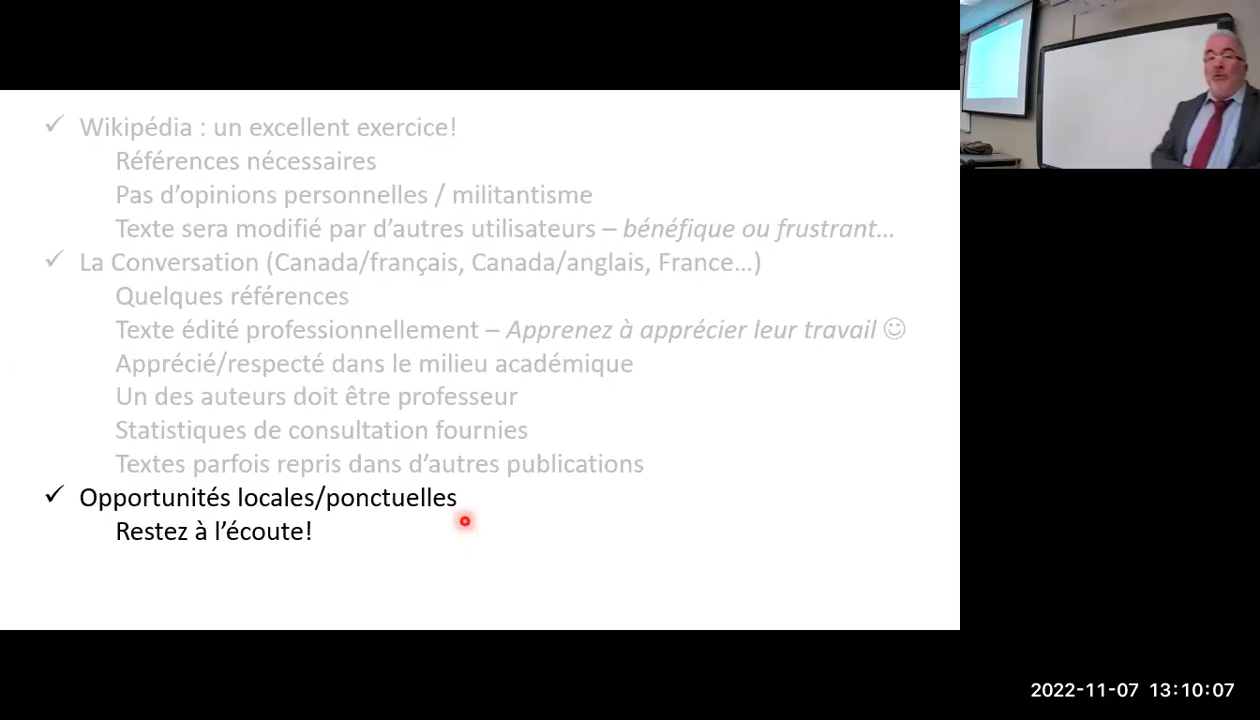 ✓ Wikipédia : un excellent exercice!
Références nécessaires
Pas d’opinions personnelles / militantisme
Texte sera modifié par d’autres utilisateurs – bénéfique ou frustrant…
✓ La Conversation (Canada/français, Canada/anglais, France…)
Quelques références
Texte édité professionnellement – Apprenez à apprécier leur travail ☺
Apprécié/respecté dans le milieu académique
Un des auteurs doit être professeur
Statistiques de consultation fournies
Textes parfois repris dans d’autres publications
✓ Opportunités locales/ponctuelles
Restez à l’écoute!
2022-11-07 13:10:07